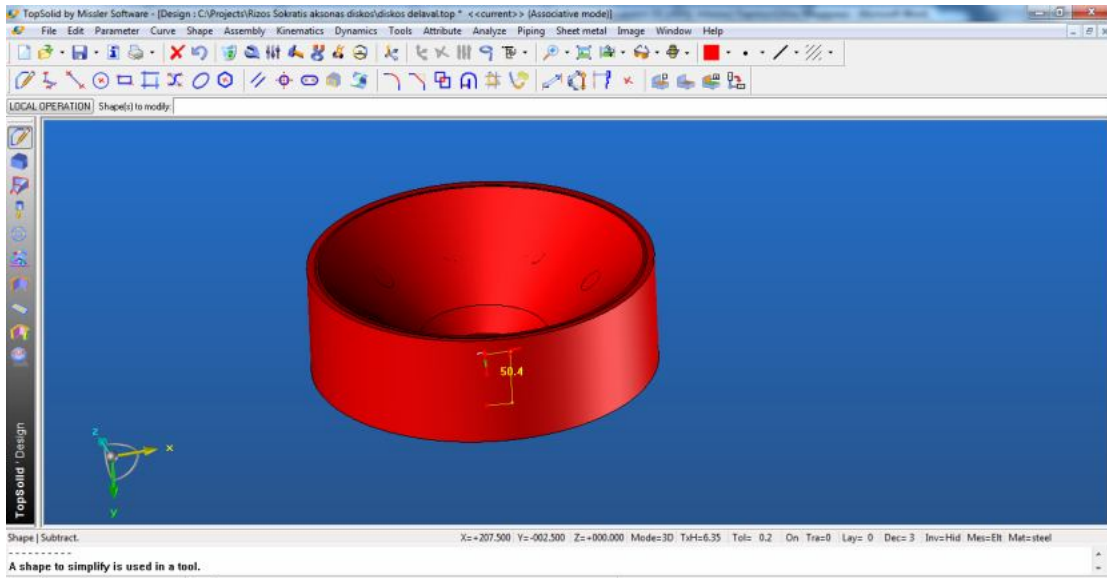 TopSolid by Missler Software - [Design : C:\Projects\Rizos Sokratis aksonas diskos\diskos delaval.top * <<current>> (Associative mode)]
File Edit Parameter Curve Shape Assembly Kinematics Dynamics Tools Attribute Analyze Piping Sheet metal Image Window Help
LOCAL OPERATION Shape(s) to modify:
50.4
z
x
y
TopSolid 'Design
Shape | Subtract.
X=+207.500 Y=-002.500 Z=+000.000 Mode=3D TxH=6.35 Tol= 0.2 On Tra=0 Lay= 0 Dec= 3 Inv=Hid Mes=Elt Mat=steel
----------
A shape to simplify is used in a tool.